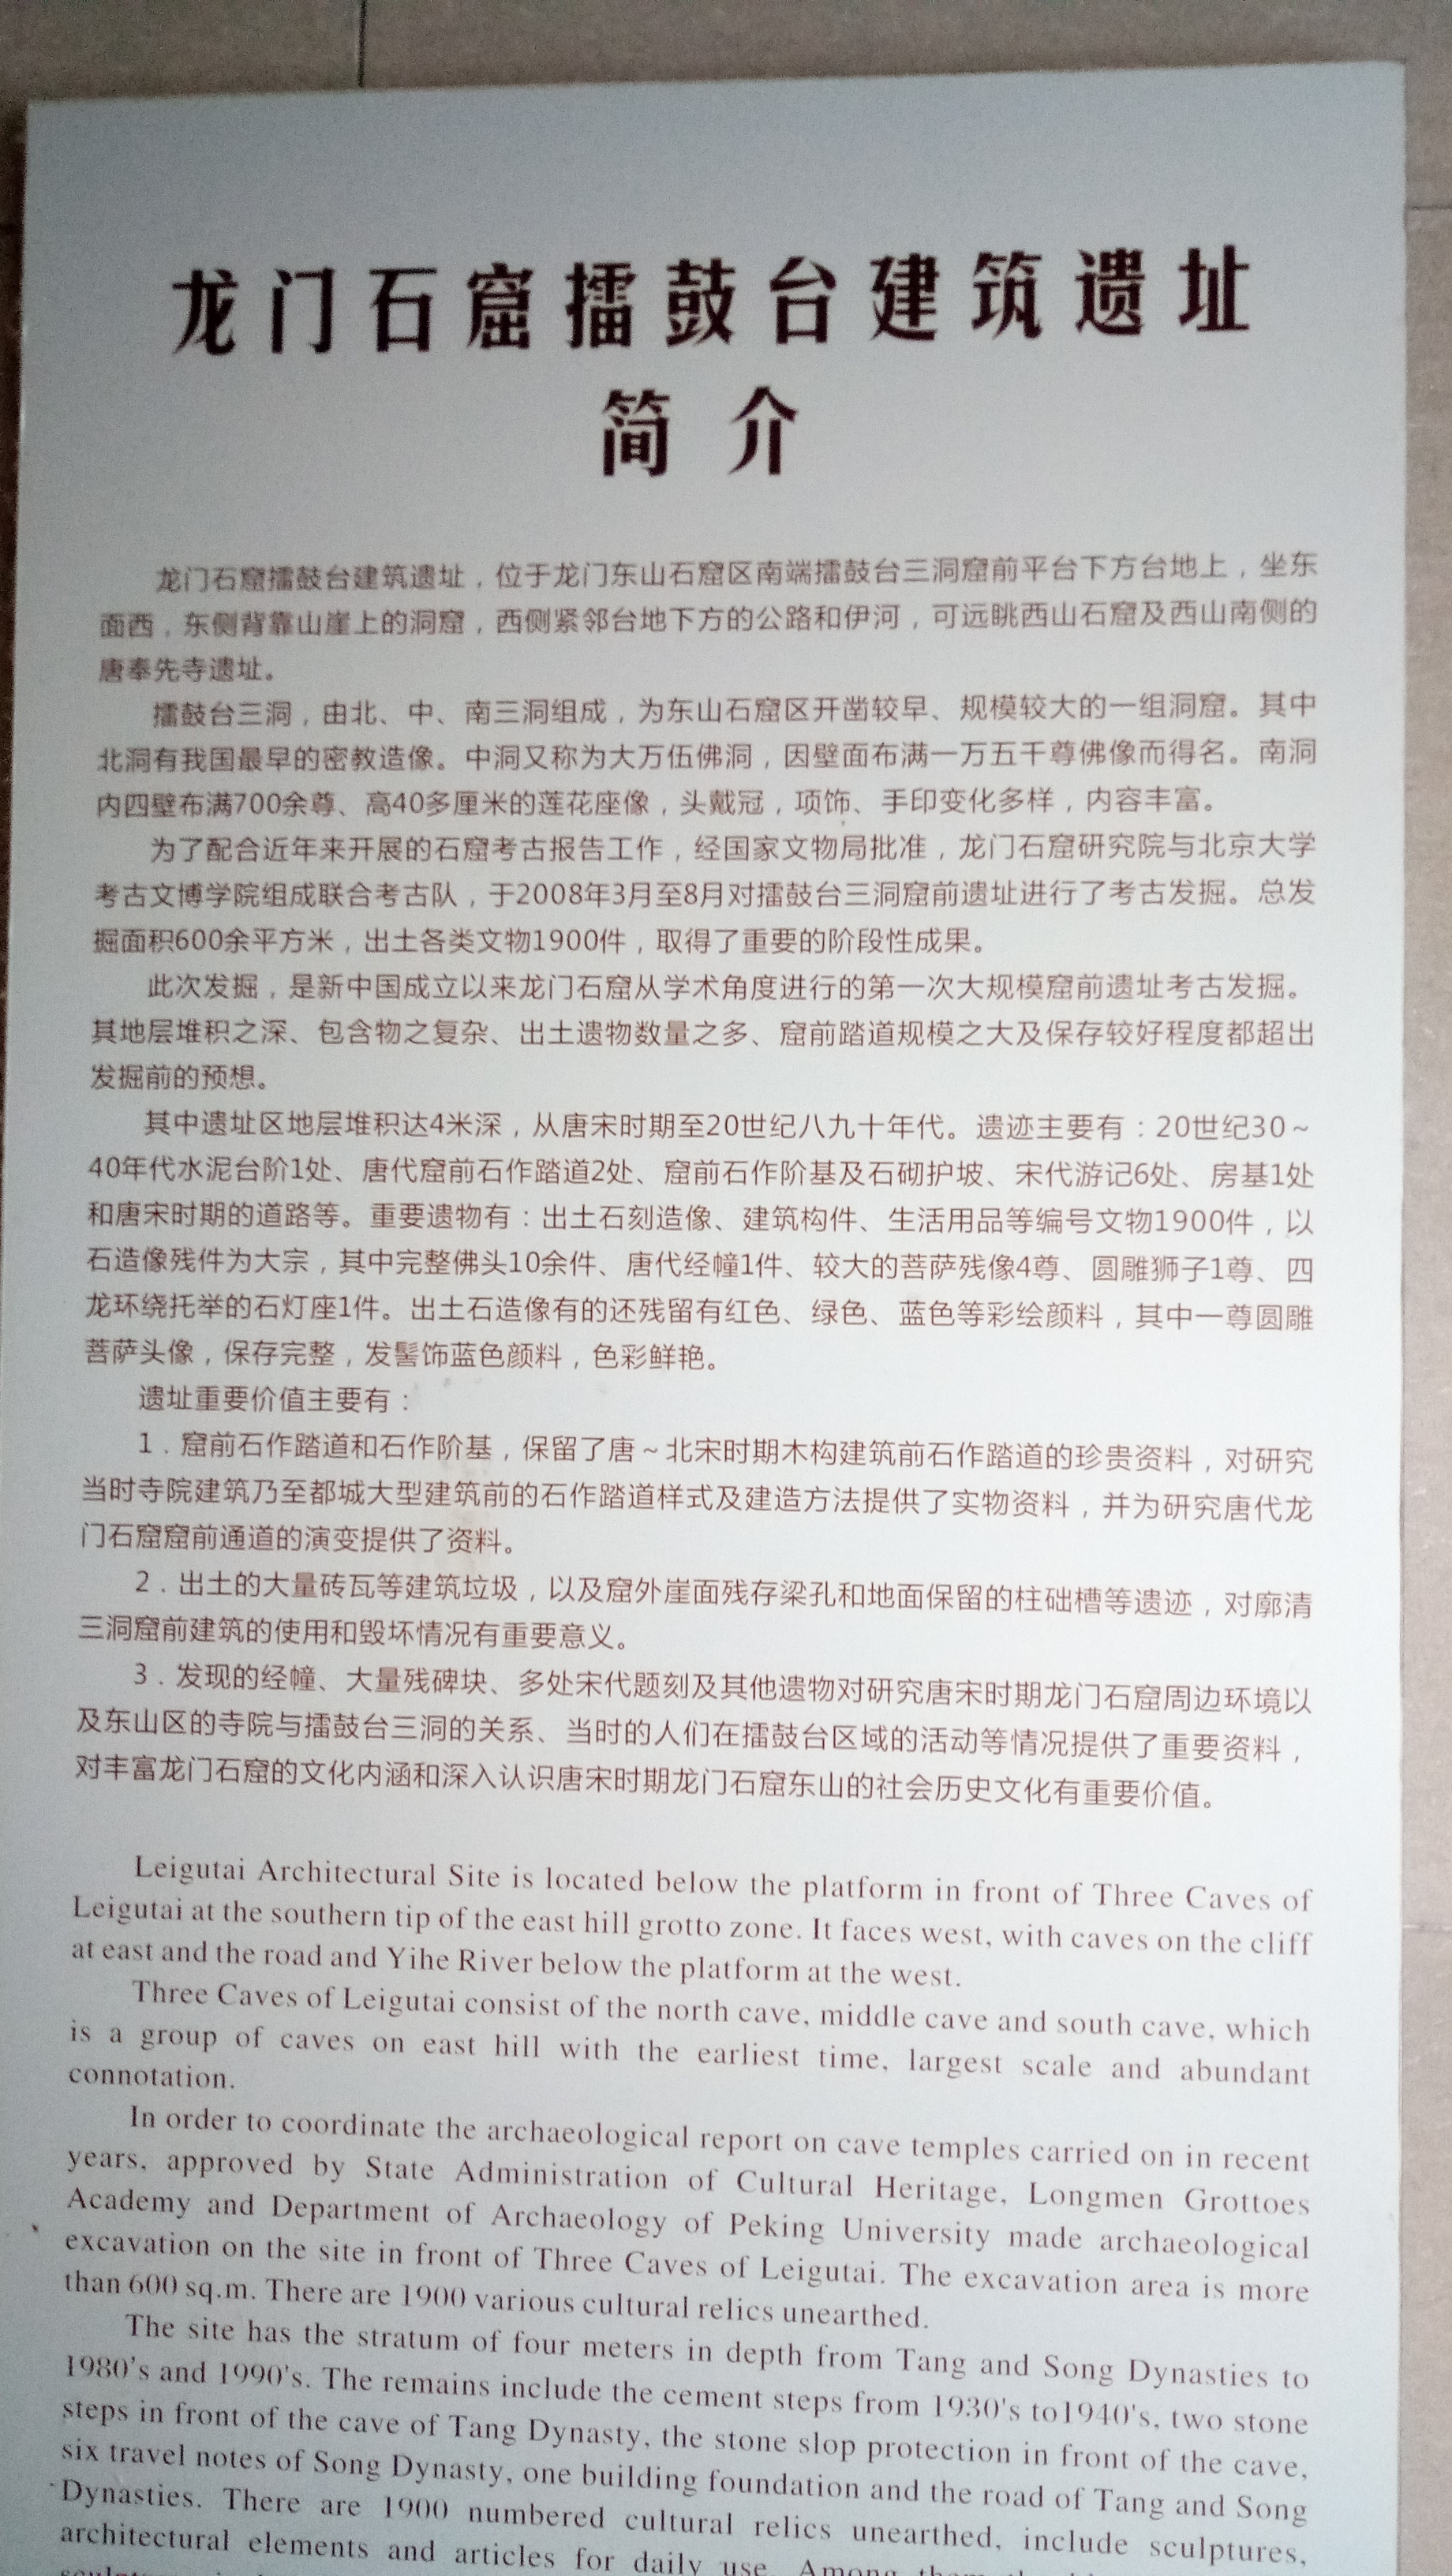 龙门石窟擂鼓台建筑遗址
简介
龙门石窟擂鼓台建筑遗址，位于龙门东山石窟区南端擂鼓台三洞窟前平台下方台地上，坐东
面西，东侧背靠山崖上的洞窟，西侧紧邻台地下方的公路和伊河，可远眺西山石窟及西山南侧的
唐奉先寺遗址。
擂鼓台三洞，由北、中、南三洞组成，为东山石窟区开凿较早、规模较大的一组洞窟。其中
北洞有我国最早的密教造像。中洞又称为大万伍佛洞，因壁面布满一万五千尊佛像而得名。南洞
内四壁布满700余尊、高40多厘米的莲花座像，头戴冠，项饰、手印变化多样，内容丰富。
为了配合近年来开展的石窟考古报告工作，经国家文物局批准，龙门石窟研究院与北京大学
考古文博学院组成联合考古队，于2008年3月至8月对擂鼓台三洞窟前遗址进行了考古发掘。总发
掘面积600余平方米，出土各类文物1900件，取得了重要的阶段性成果。
此次发掘，是新中国成立以来龙门石窟从学术角度进行的第一次大规模窟前遗址考古发掘。
其地层堆积之深、包含物之复杂、出土遗物数量之多、窟前踏道规模之大及保存较好程度都超出
发掘前的预想。
其中遗址区地层堆积达4米深，从唐宋时期至20世纪八九十年代。遗迹主要有：20世纪30～
40年代水泥台阶1处、唐代窟前石作踏道2处、窟前石作阶基及石砌护坡、宋代游记6处、房基1处
和唐宋时期的道路等。重要遗物有：出土石刻造像、建筑构件、生活用品等编号文物1900件，以
石造像残件为大宗，其中完整佛头10余件、唐代经幢1件、较大的菩萨残像4尊、圆雕狮子1尊、四
龙环绕托举的石灯座1件。出土石造像有的还残留有红色、绿色、蓝色等彩绘颜料，其中一尊圆雕
菩萨头像，保存完整，发髻饰蓝色颜料，色彩鲜艳。
遗址重要价值主要有：
1．窟前石作踏道和石作阶基，保留了唐～北宋时期木构建筑前石作踏道的珍贵资料，对研究
当时寺院建筑乃至都城大型建筑前的石作踏道样式及建造方法提供了实物资料，并为研究唐代龙
门石窟窟前通道的演变提供了资料。
2．出土的大量砖瓦等建筑垃圾，以及窟外崖面残存梁孔和地面保留的柱础槽等遗迹，对廓清
三洞窟前建筑的使用和毁坏情况有重要意义。
3．发现的经幢、大量残碑块、多处宋代题刻及其他遗物对研究唐宋时期龙门石窟周边环境以
及东山区的寺院与擂鼓台三洞的关系、当时的人们在擂鼓台区域的活动等情况提供了重要资料，
对丰富龙门石窟的文化内涵和深入认识唐宋时期龙门石窟东山的社会历史文化有重要价值。
Leigutai Architectural Site is located below the platform in front of Three Caves of
Leigutai at the southern tip of the east hill grotto zone. It faces west, with caves on the cliff
at east and the road and Yihe River below the platform at the west.
Three Caves of Leigutai consist of the north cave, middle cave and south cave, which
is a group of caves on east hill with the earliest time, largest scale and abundant
connotation.
In order to coordinate the archaeological report on cave temples carried on in recent
years, approved by State Administration of Cultural Heritage, Longmen Grottoes
Academy and Department of Archaeology of Peking University made archaeological
excavation on the site in front of Three Caves of Leigutai. The excavation area is more
than 600 sq.m. There are 1900 various cultural relics unearthed.
The site has the stratum of four meters in depth from Tang and Song Dynasties to
1980's and 1990's. The remains include the cement steps from 1930's to1940's, two stone
steps in front of the cave of Tang Dynasty, the stone slop protection in front of the cave,
six travel notes of Song Dynasty, one building foundation and the road of Tang and Song
Dynasties. There are 1900 numbered cultural relics unearthed, include sculptures,
architectural elements and articles for daily use. Among